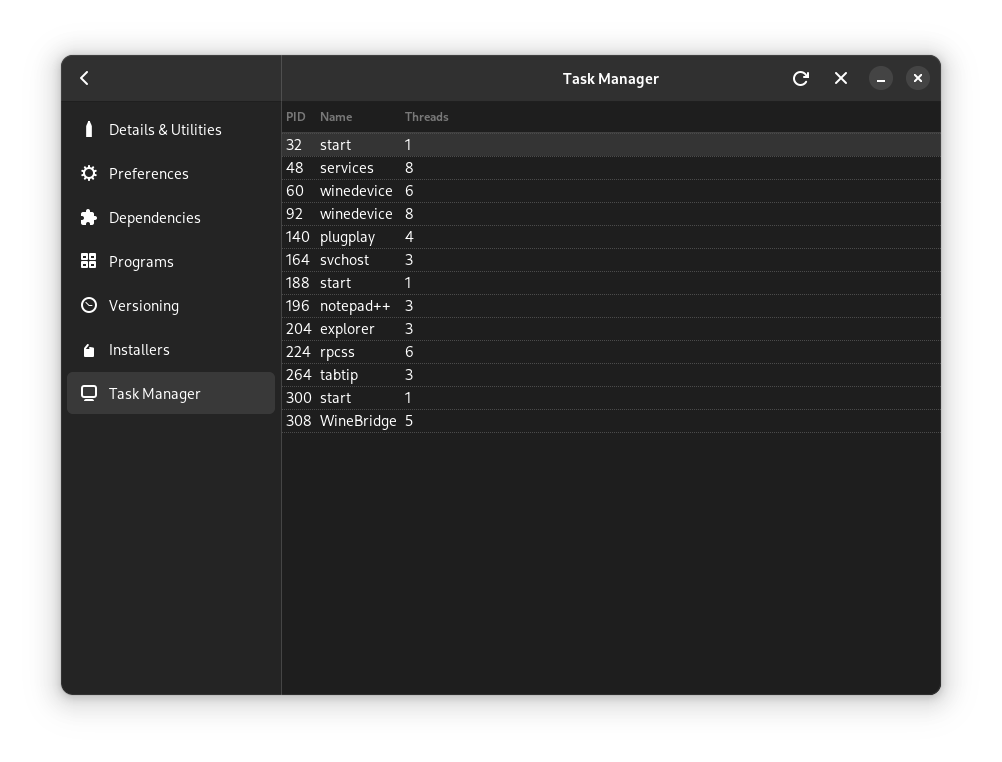 Task Manager
Details & Utilities
Preferences
Dependencies
Programs
Versioning
Installers
Task Manager
PID Name Threads
32 start 1
48 services 8
60 winedevice 6
92 winedevice 8
140 plugplay 4
164 svchost 3
188 start 1
196 notepad++ 3
204 explorer 3
224 rpcss 6
264 tabtip 3
300 start 1
308 WineBridge 5